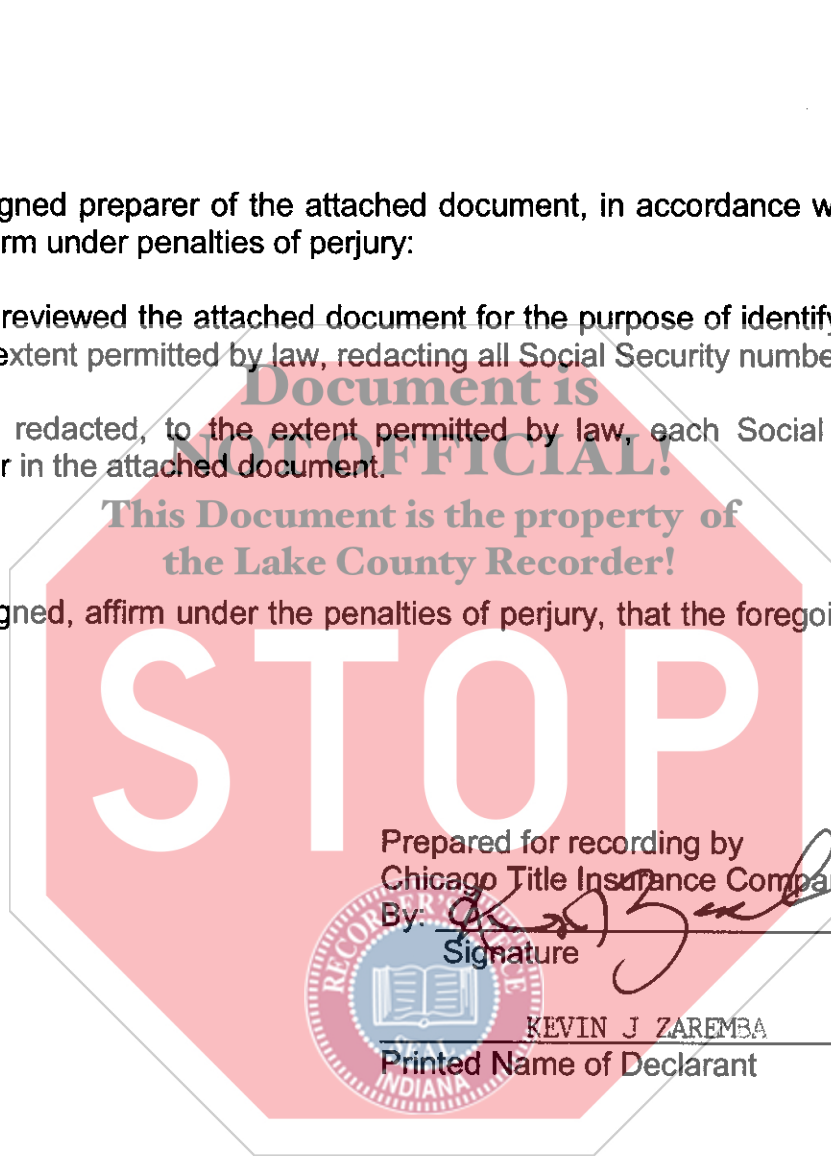 gned preparer of the attached document, in accordance w
rm under penalties of perjury:
reviewed the attached document for the purpose of identify
extent permitted by law, redacting all Social Security numbe
Document is
redacted, to the extent permitted by law, each Social
NOT OFFICIAL!
r in the attached document.
This Document is the property of
the Lake County Recorder!
gned, affirm under the penalties of perjury, that the foregoi
STOP
Prepared for recording by
Chicago Title Insurance Compa
By:
Signature
RECORDER'S OFFICE
KEVIN J ZAREMBA
SEAL
Printed Name of Declarant
INDIANA